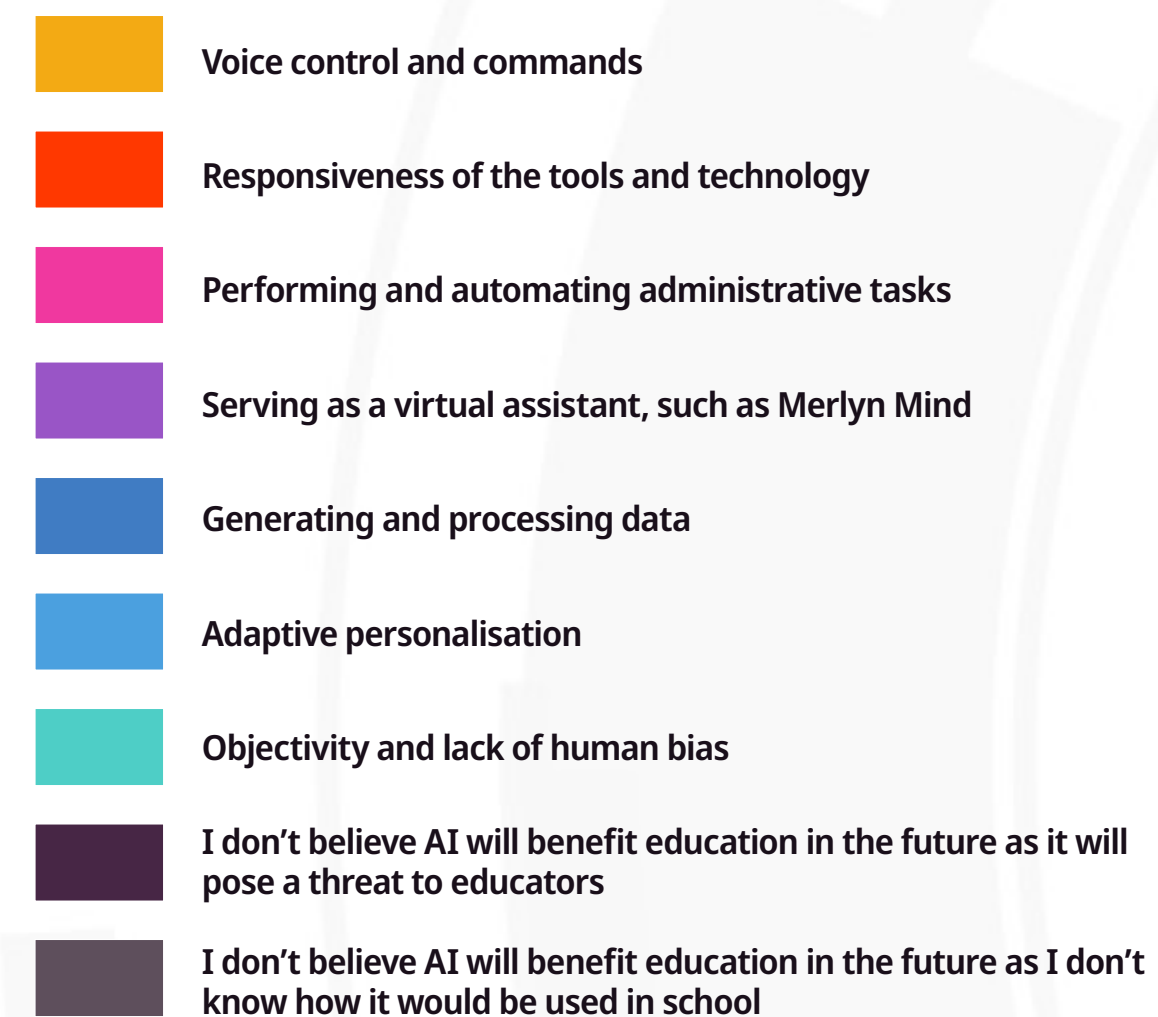 Voice control and commands
Responsiveness of the tools and technology
Performing and automating administrative tasks
Serving as a virtual assistant, such as Merlyn Mind
Generating and processing data
Adaptive personalisation
Objectivity and lack of human bias
I don’t believe AI will benefit education in the future as it will
pose a threat to educators
I don’t believe AI will benefit education in the future as I don’t
know how it would be used in school